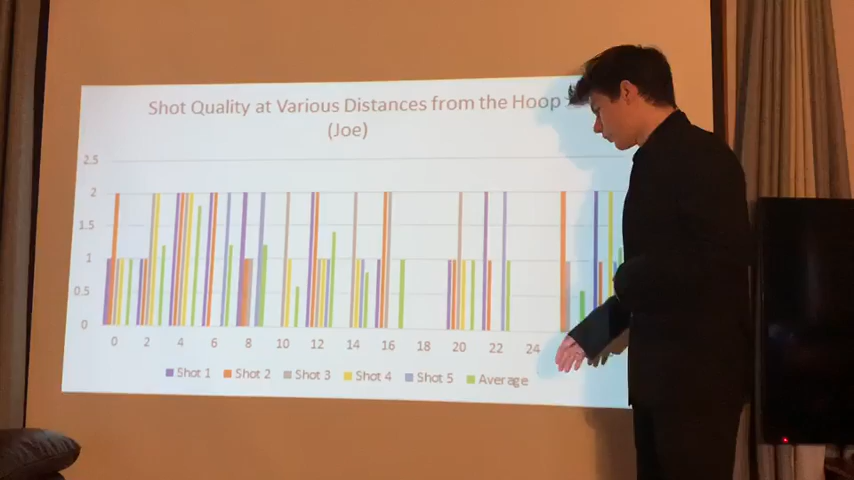 Shot Quality at Various Distances from the Hoop
(Joe)
2.5
2
1.5
1
0.5
0
0 2 4 6 8 10 12 14 16 18 20 22 24
Shot 1 Shot 2 Shot 3 Shot 4 Shot 5 Average